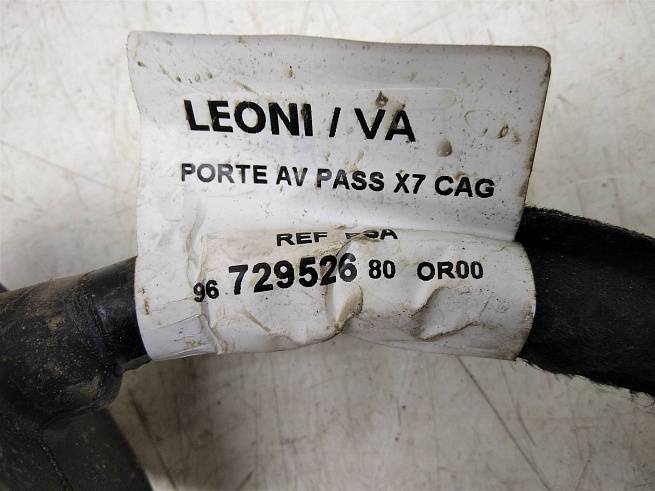 LEONI / VA
PORTE AV PASS X7 CAG
REF PSA
96 729526 80 OR00